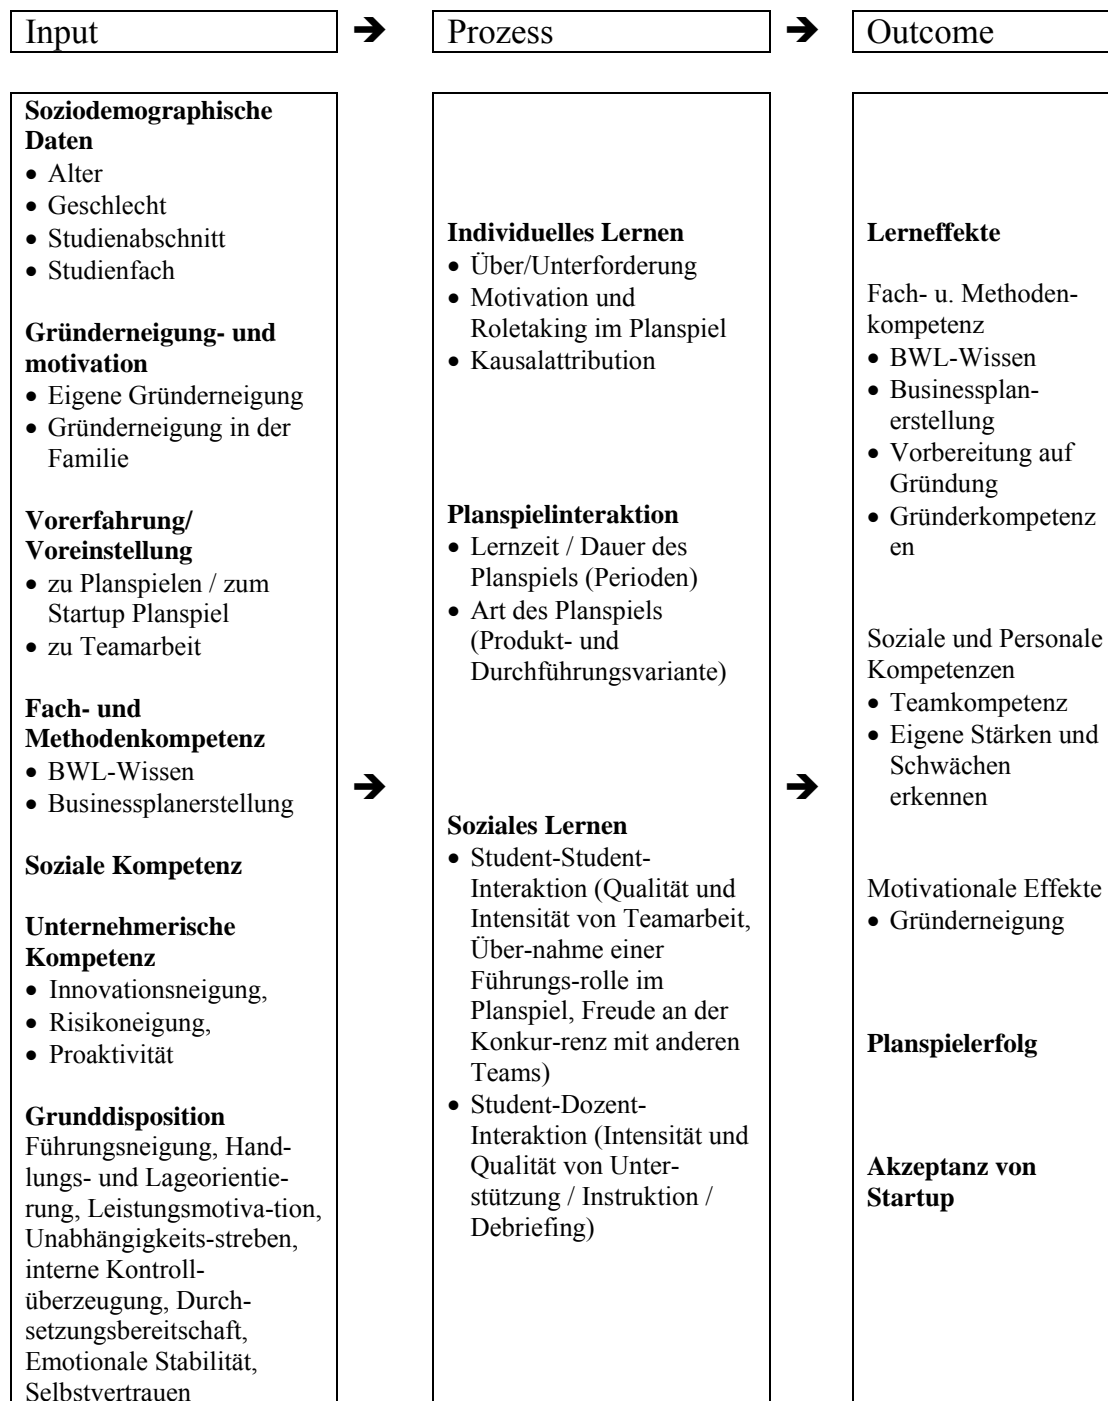 Input
➔
Prozess
➔
Outcome
Soziodemographische
Daten
• Alter
• Geschlecht
• Studienabschnitt
• Studienfach
Gründerneigung- und
motivation
• Eigene Gründerneigung
• Gründerneigung in der
Familie
Vorerfahrung/
Voreinstellung
• zu Planspielen / zum
Startup Planspiel
• zu Teamarbeit
Fach- und
Methodenkompetenz
• BWL-Wissen
• Businessplanerstellung
Soziale Kompetenz
Unternehmerische
Kompetenz
• Innovationsneigung,
• Risikoneigung,
• Proaktivität
Grunddisposition
Führungsneigung, Hand-
lungs- und Lageorientie-
rung, Leistungsmotiva-tion,
Unabhängigkeits-streben,
interne Kontroll-
überzeugung, Durch-
setzungsbereitschaft,
Emotionale Stabilität,
Selbstvertrauen
➔
Individuelles Lernen
• Über/Unterforderung
• Motivation und
Roletaking im Planspiel
• Kausalattribution
Planspielinteraktion
• Lernzeit / Dauer des
Planspiels (Perioden)
• Art des Planspiels
(Produkt- und
Durchführungsvariante)
Soziales Lernen
• Student-Student-
Interaktion (Qualität und
Intensität von Teamarbeit,
Über-nahme einer
Führungs-rolle im
Planspiel, Freude an der
Konkur-renz mit anderen
Teams)
• Student-Dozent-
Interaktion (Intensität und
Qualität von Unter-
stützung / Instruktion /
Debriefing)
➔
Lerneffekte
Fach- u. Methoden-
kompetenz
• BWL-Wissen
• Businessplan-
erstellung
• Vorbereitung auf
Gründung
• Gründerkompetenz
en
Soziale und Personale
Kompetenzen
• Teamkompetenz
• Eigene Stärken und
Schwächen
erkennen
Motivationale Effekte
• Gründerneigung
Planspielerfolg
Akzeptanz von
Startup